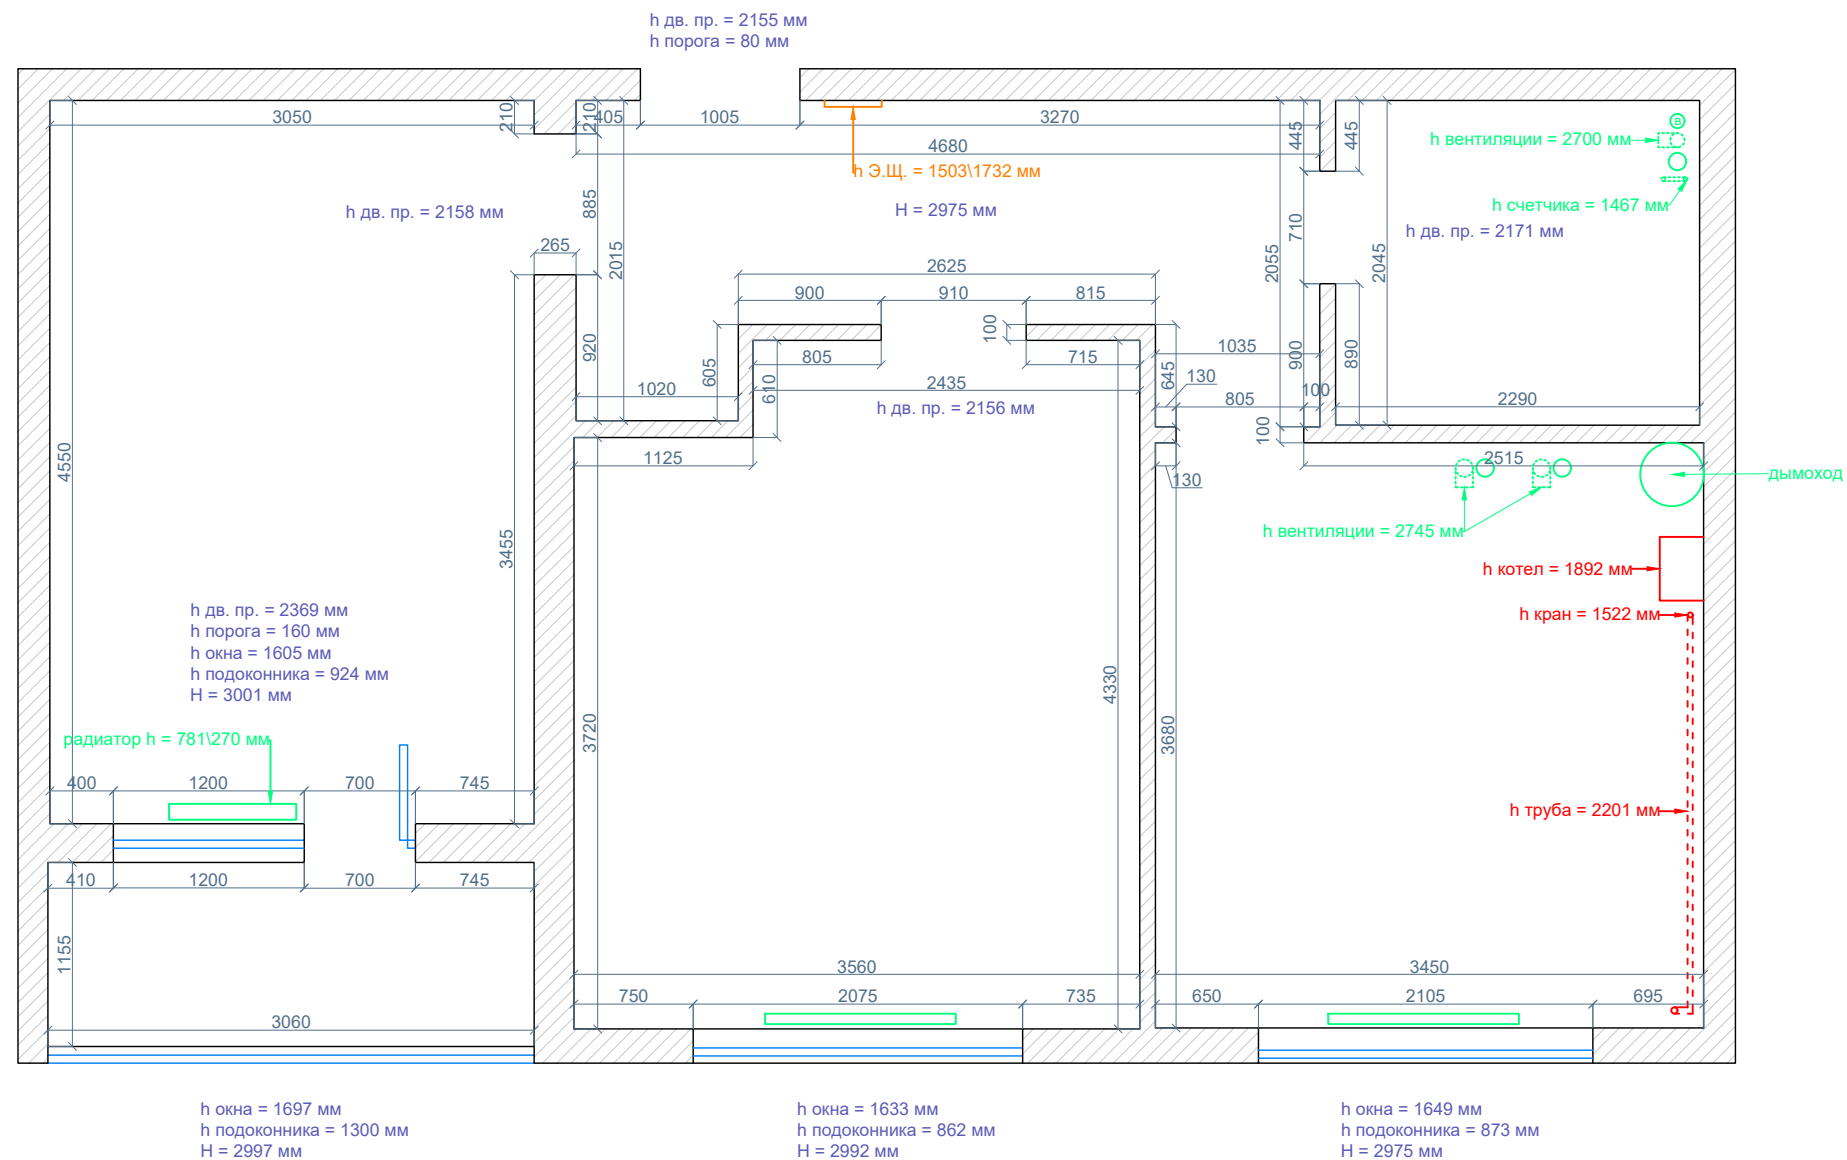 h дв. пр. = 2155 мм
h порога = 80 мм
3050
210
210
405
1005
3270
4680
445
445
h вентиляции = 2700 мм
В
h Э.Щ. = 1503\1732 мм
h дв. пр. = 2158 мм
885
H = 2975 мм
710
h счетчика = 1467 мм
h дв. пр. = 2171 мм
265
2015
2055
2045
2625
900
910
815
100
920
605
805
715
610
645
1035
900
890
1020
2435
130
805
100
2290
h дв. пр. = 2156 мм
100
4550
1125
130
2515
дымоход
3455
h вентиляции = 2745 мм
h котел = 1892 мм
h дв. пр. = 2369 мм
h порога = 160 мм
h окна = 1605 мм
h подоконника = 924 мм
H = 3001 мм
h кран = 1522 мм
4330
3720
3680
радиатор h = 781\270 мм
400
1200
700
745
h труба = 2201 мм
410
1200
700
745
1155
3560
3450
750
2075
735
650
2105
695
3060
h окна = 1697 мм
h подоконника = 1300 мм
H = 2997 мм
h окна = 1633 мм
h подоконника = 862 мм
H = 2992 мм
h окна = 1649 мм
h подоконника = 873 мм
H = 2975 мм